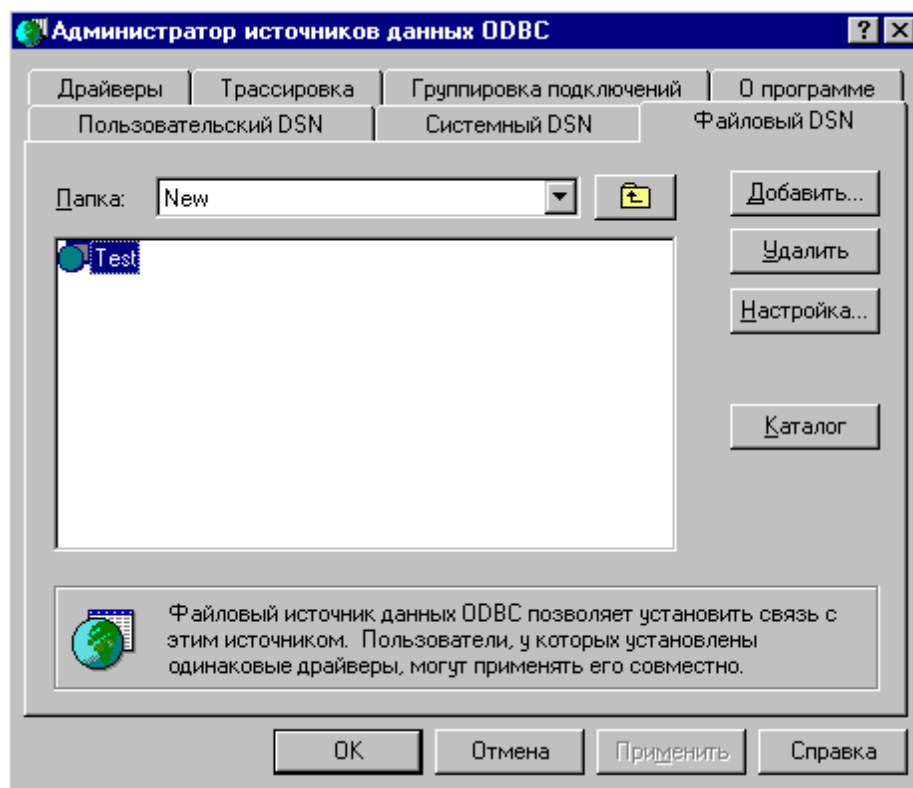 Администратор источников данных ODBC
Драйверы Трассировка Группировка подключений О программе
Пользовательский DSN Системный DSN Файловый DSN
Папка: New Добавить...
Test
Удалить
Настройка...
Каталог
Файловый источник данных ODBC позволяет установить связь с
этим источником. Пользователи, у которых установлены
одинаковые драйверы, могут применять его совместно.
OK Отмена Применить Справка